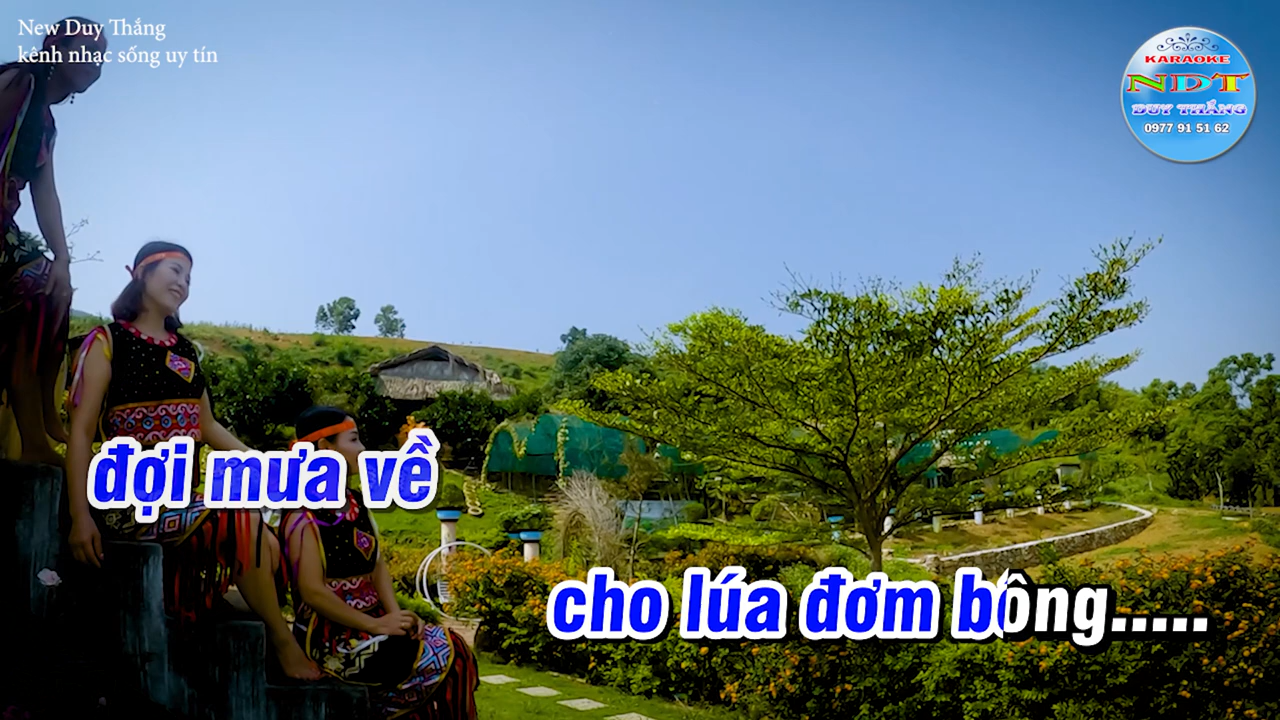 New Duy Thắng
kênh nhạc sống uy tín
KARAOKE
NDT
DUY THẮNG
0977 91 51 62
đợi mưa về
cho lúa đơm bông.....